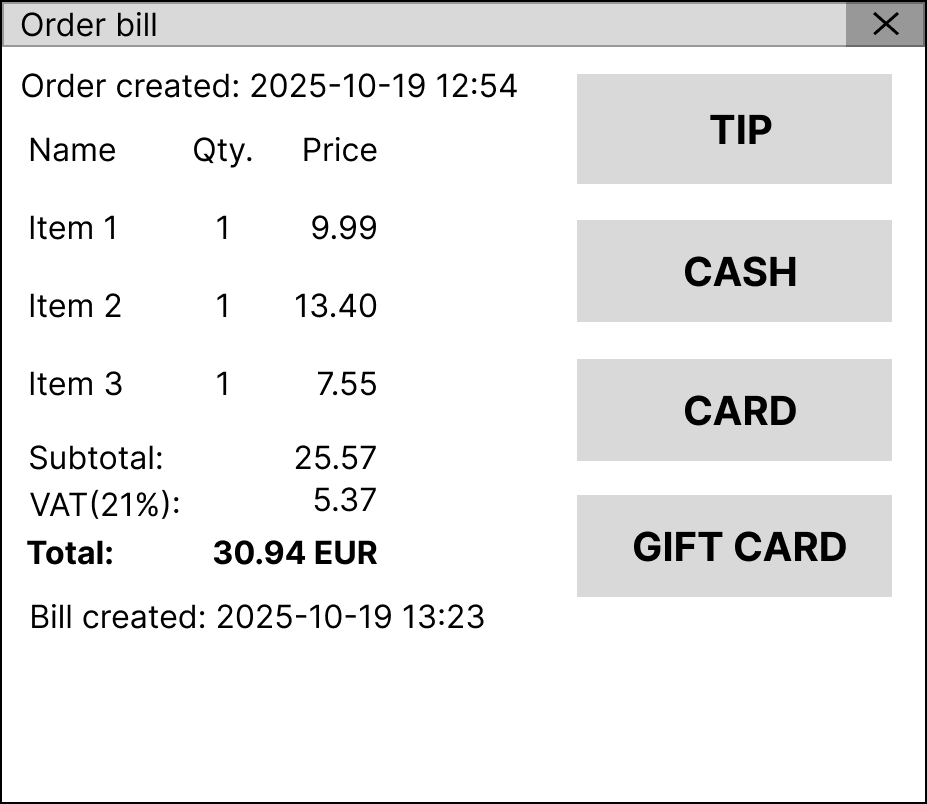 Order bill
Order created: 2025-10-19 12:54
Name Qty. Price
Item 1 1 9.99
Item 2 1 13.40
Item 3 1 7.55
Subtotal: 25.57
VAT(21%): 5.37
Total: 30.94 EUR
Bill created: 2025-10-19 13:23
TIP
CASH
CARD
GIFT CARD